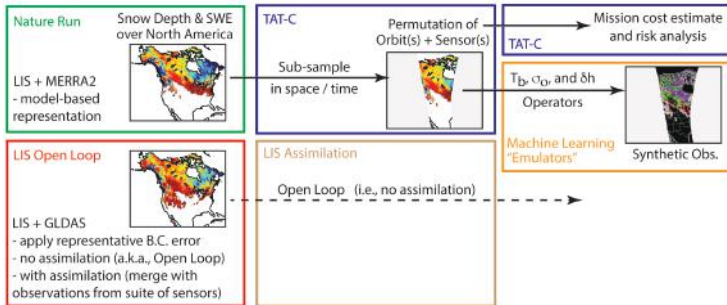 Nature Run
Snow Depth & SWE
over North America
LIS + MERRA2
- model-based
representation
TAT-C
Permutation of
Orbit(s) + Sensor(s)
Sub-sample
in space / time
Mission cost estimate
and risk analysis
TAT-C
Tb, σo, and δh
Operators
Machine Learning
"Emulators"
Synthetic Obs.
LIS Open Loop
LIS + GLDAS
- apply representative B.C. error
- no assimilation (a.k.a., Open Loop)
- with assimilation (merge with
observations from suite of sensors)
LIS Assimilation
Open Loop (i.e., no assimilation)